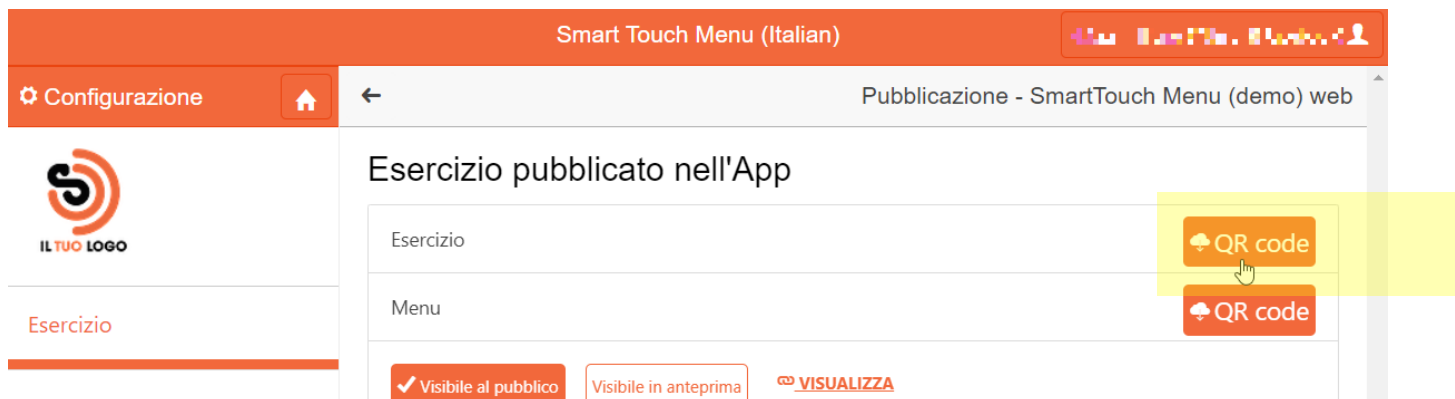 Smart Touch Menu (Italian)
Configurazione
Pubblicazione - SmartTouch Menu (demo) web
IL TUO LOGO
Esercizio pubblicato nell'App
Esercizio QR code
Menu QR code
Esercizio
Visibile al pubblico Visibile in anteprima VISUALIZZA